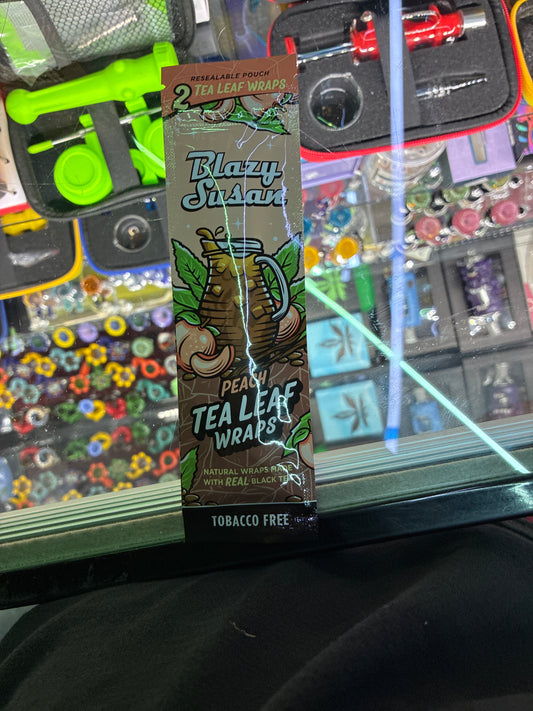 RESEALABLE POUCH
2 TEA LEAF WRAPS
Blazy
Susan
PEACH
TEA LEAF
WRAPS
NATURAL WRAPS MADE
WITH REAL BLACK TEA
TOBACCO FREE